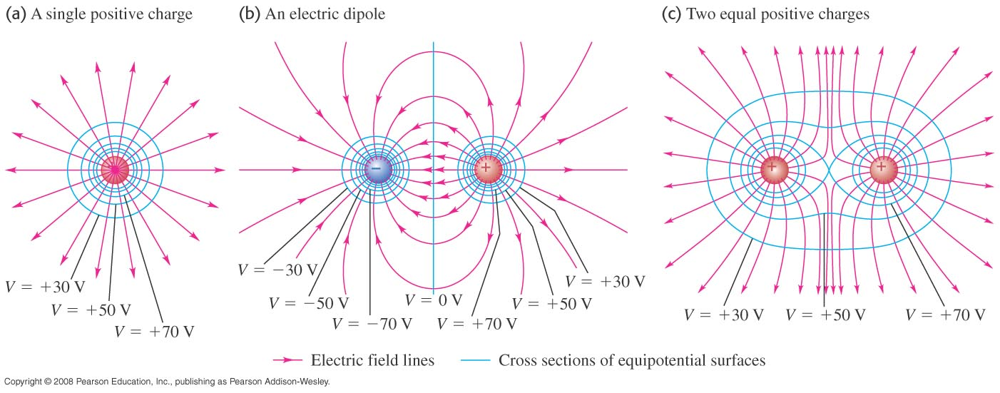 (a) A single positive charge
(b) An electric dipole
(c) Two equal positive charges
+
−
+
+
+
V = +30 V
V = +50 V
V = +70 V
V = −30 V
V = −50 V
V = −70 V
V = 0 V
V = +70 V
V = +50 V
V = +30 V
V = +30 V
V = +50 V
V = +70 V
Electric field lines
Cross sections of equipotential surfaces
Copyright © 2008 Pearson Education, Inc., publishing as Pearson Addison-Wesley.